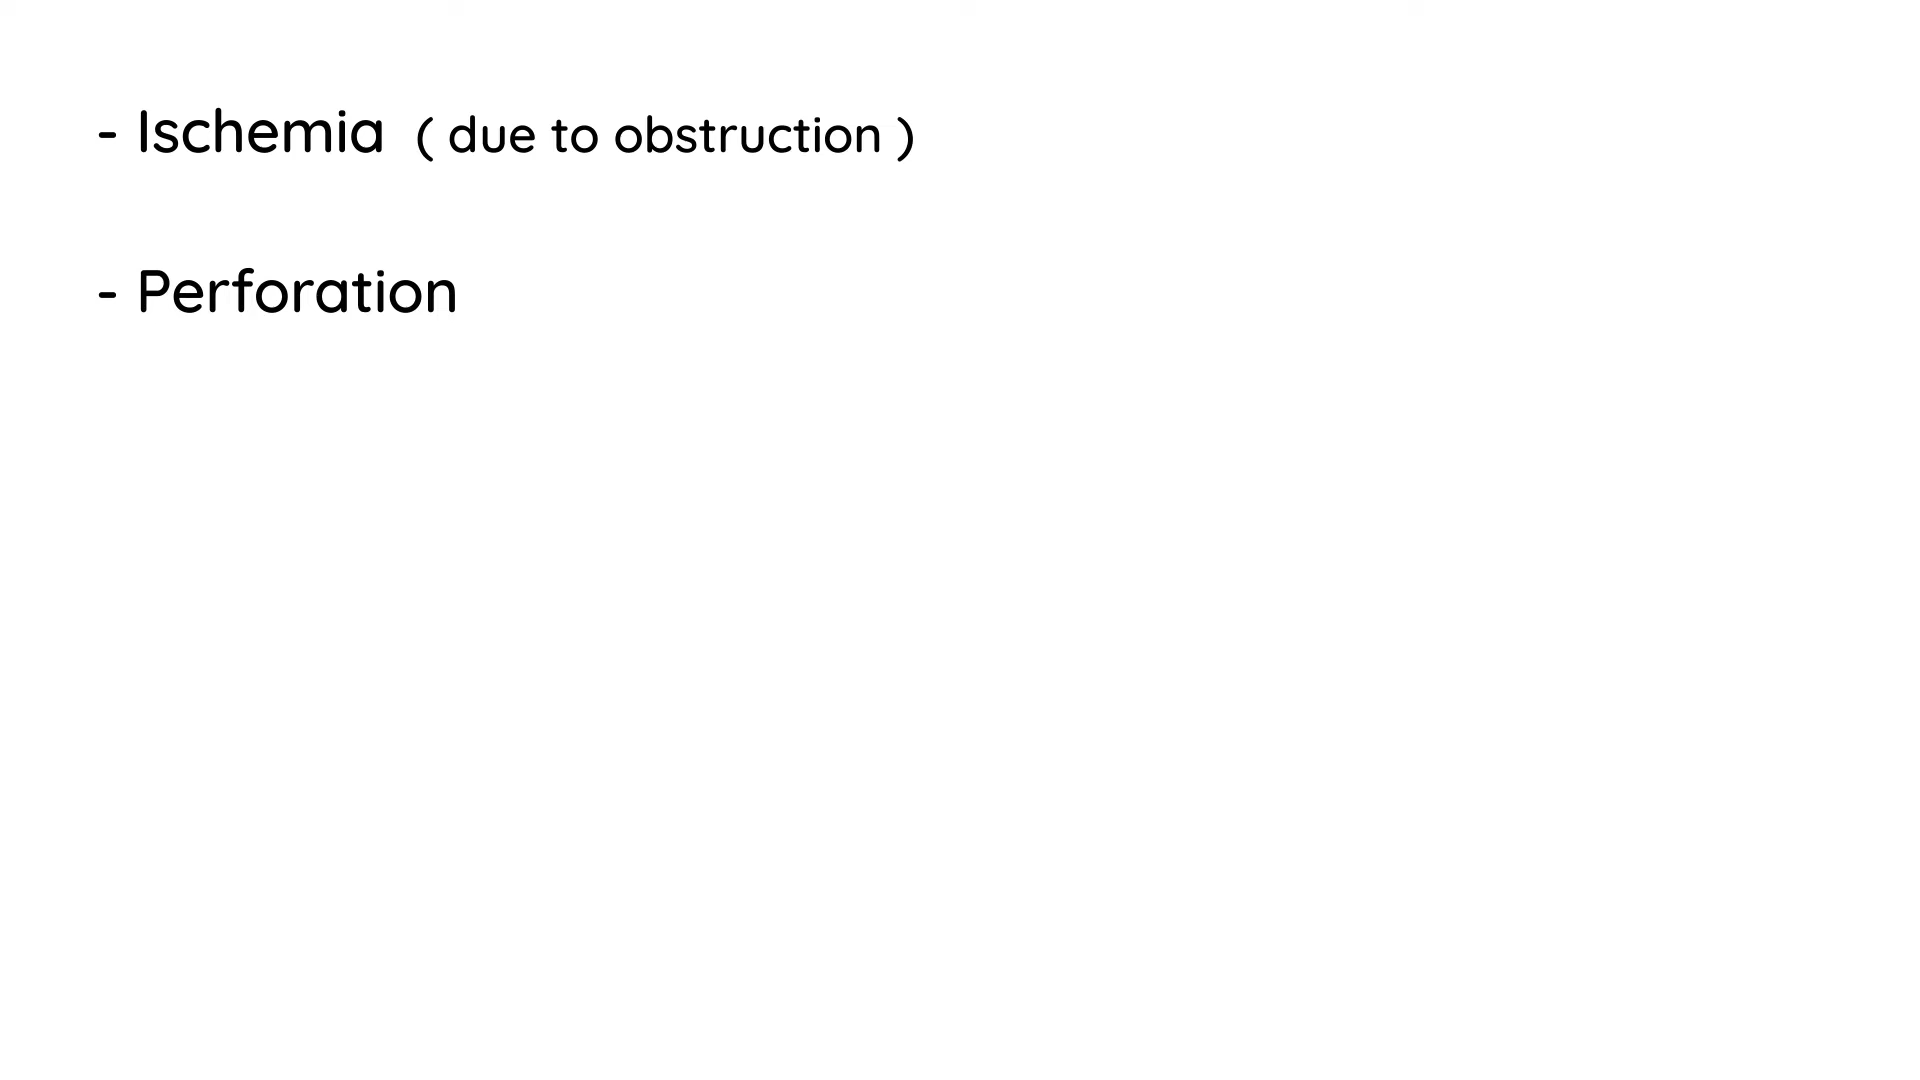 - Ischemia ( due to obstruction )
- Perforation